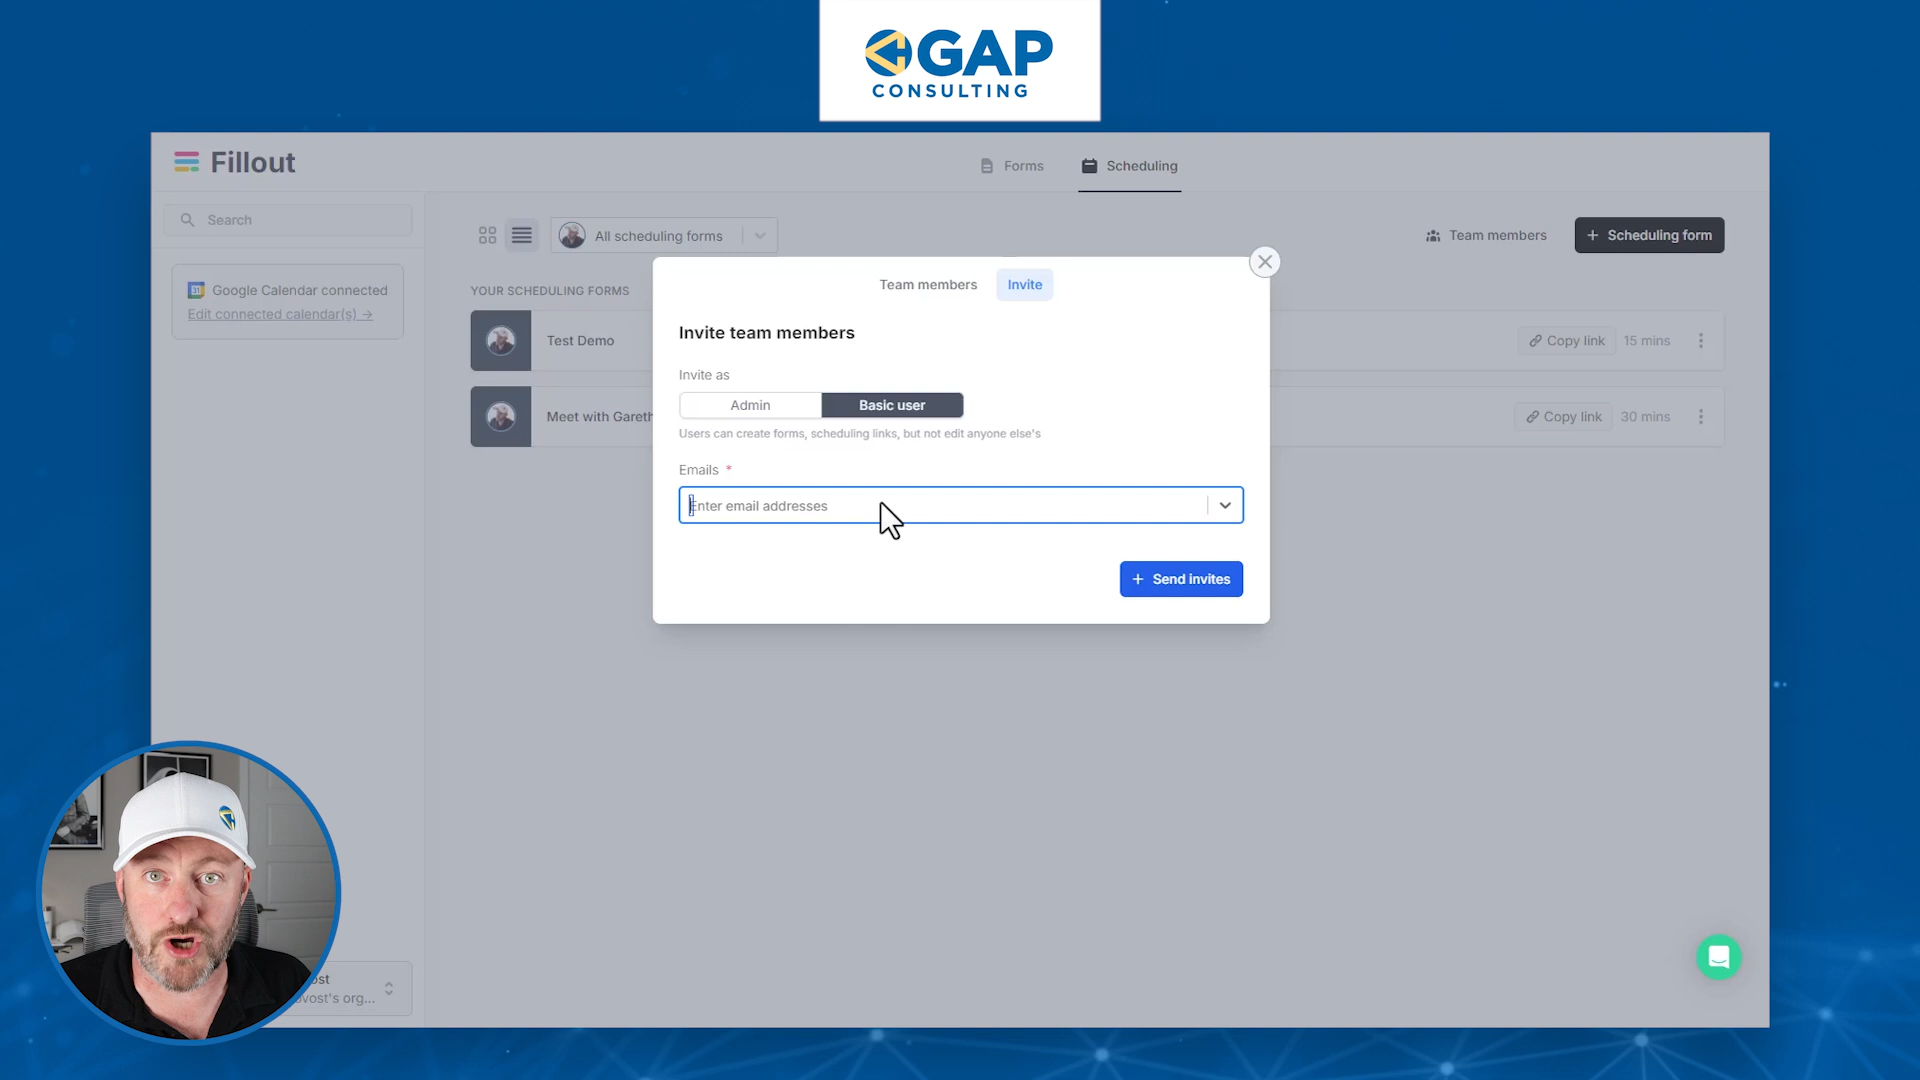 GAP
CONSULTING
Fillout
Forms
Scheduling
Search
All scheduling forms
Team members
+ Scheduling form
Google Calendar connected
Edit connected calendar(s) →
YOUR SCHEDULING FORMS
Test Demo
Copy link
15 mins
Meet with Gareth
Copy link
30 mins
Team members
Invite
Invite team members
Invite as
Admin
Basic user
Users can create forms, scheduling links, but not edit anyone else's
Emails *
Enter email addresses
+ Send invites
ost
vost's org...